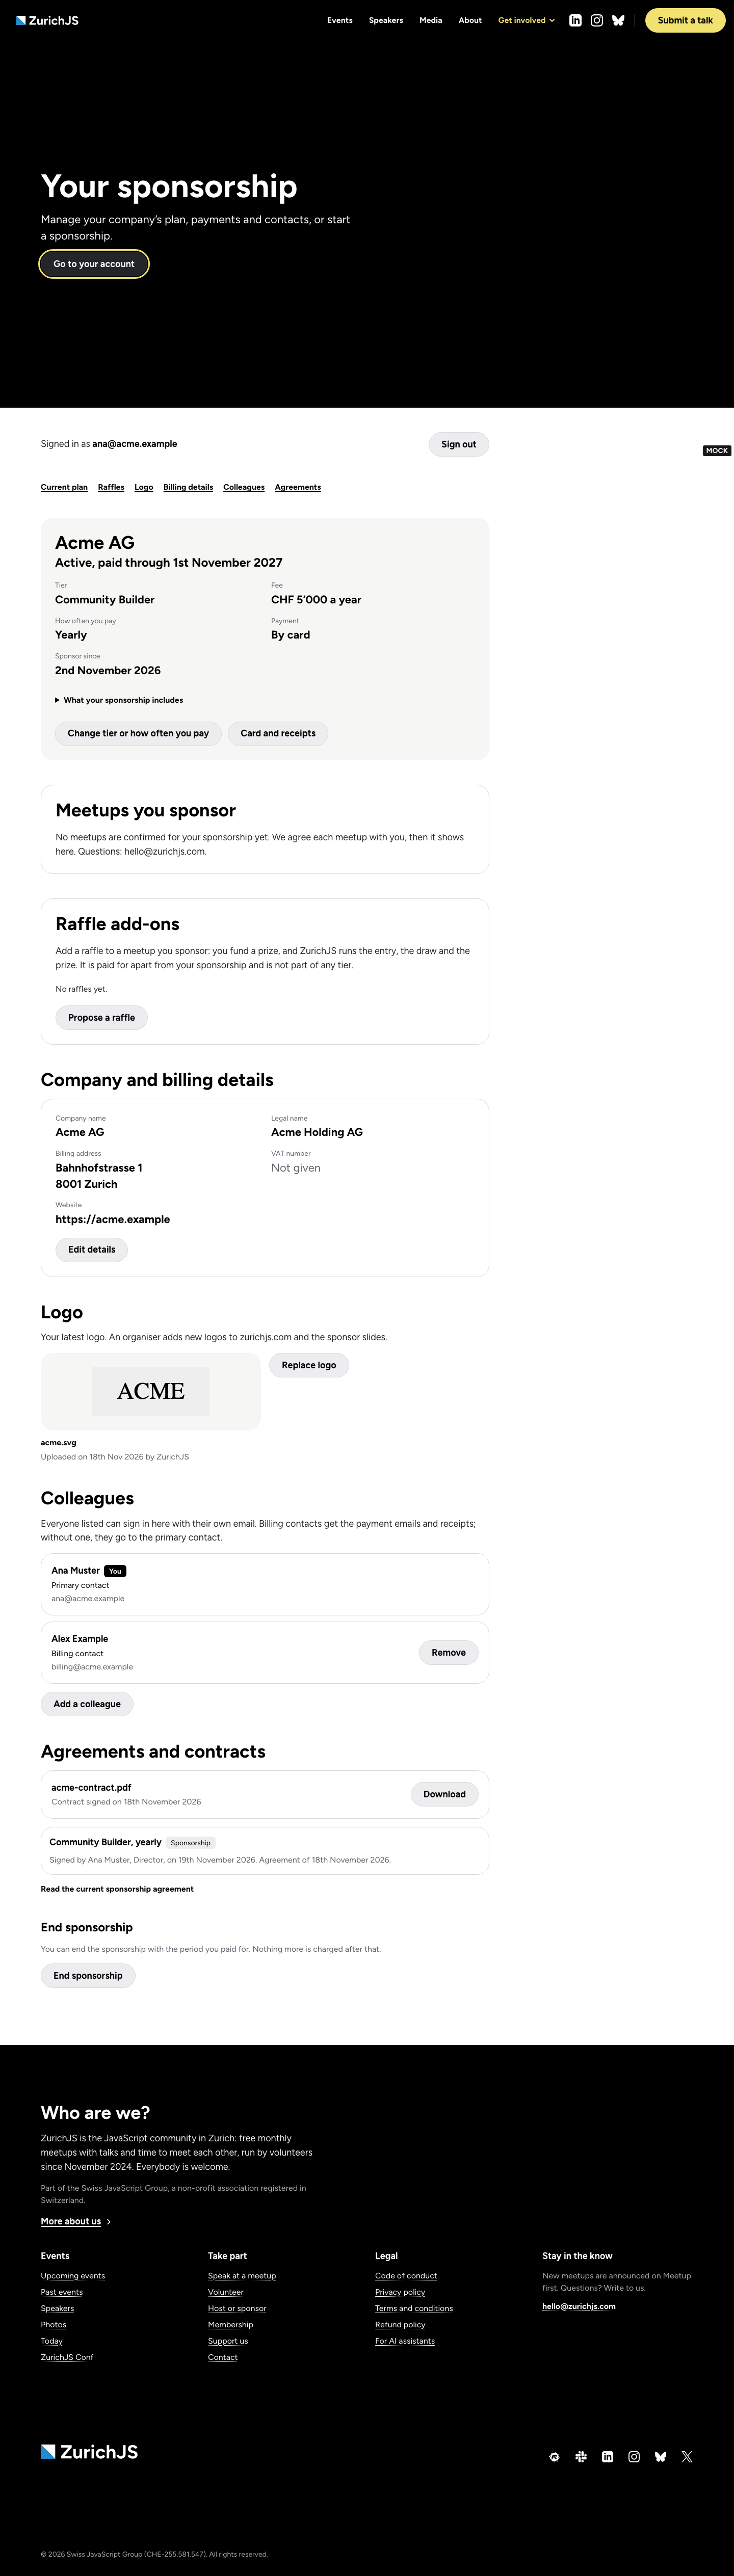 ZurichJS
Events
Speakers
Media
About
Get involved
Submit a talk
Your sponsorship
Manage your company’s plan, payments and contacts, or start
a sponsorship.
Go to your account
Signed in as ana@acme.example
Sign out
MOCK
Current plan
Raffles
Logo
Billing details
Colleagues
Agreements
Acme AG
Active, paid through 1st November 2027
Tier
Community Builder
Fee
CHF 5’000 a year
How often you pay
Yearly
Payment
By card
Sponsor since
2nd November 2026
What your sponsorship includes
Change tier or how often you pay
Card and receipts
Meetups you sponsor
No meetups are confirmed for your sponsorship yet. We agree each meetup with you, then it shows
here. Questions: hello@zurichjs.com.
Raffle add-ons
Add a raffle to a meetup you sponsor: you fund a prize, and ZurichJS runs the entry, the draw and the
prize. It is paid for apart from your sponsorship and is not part of any tier.
No raffles yet.
Propose a raffle
Company and billing details
Company name
Acme AG
Legal name
Acme Holding AG
Billing address
Bahnhofstrasse 1
8001 Zurich
VAT number
Not given
Website
https://acme.example
Edit details
Logo
Your latest logo. An organiser adds new logos to zurichjs.com and the sponsor slides.
ACME
Replace logo
acme.svg
Uploaded on 18th Nov 2026 by ZurichJS
Colleagues
Everyone listed can sign in here with their own email. Billing contacts get the payment emails and receipts;
without one, they go to the primary contact.
Ana Muster You
Primary contact
ana@acme.example
Alex Example
Billing contact
billing@acme.example
Remove
Add a colleague
Agreements and contracts
acme-contract.pdf
Contract signed on 18th November 2026
Download
Community Builder, yearly Sponsorship
Signed by Ana Muster, Director, on 19th November 2026. Agreement of 18th November 2026.
Read the current sponsorship agreement
End sponsorship
You can end the sponsorship with the period you paid for. Nothing more is charged after that.
End sponsorship
Who are we?
ZurichJS is the JavaScript community in Zurich: free monthly
meetups with talks and time to meet each other, run by volunteers
since November 2024. Everybody is welcome.
Part of the Swiss JavaScript Group, a non-profit association registered in
Switzerland.
More about us
Events
Upcoming events
Past events
Speakers
Photos
Today
ZurichJS Conf
Take part
Speak at a meetup
Volunteer
Host or sponsor
Membership
Support us
Contact
Legal
Code of conduct
Privacy policy
Terms and conditions
Refund policy
For AI assistants
Stay in the know
New meetups are announced on Meetup
first. Questions? Write to us.
hello@zurichjs.com
ZurichJS
© 2026 Swiss JavaScript Group (CHE-255.581.547). All rights reserved.